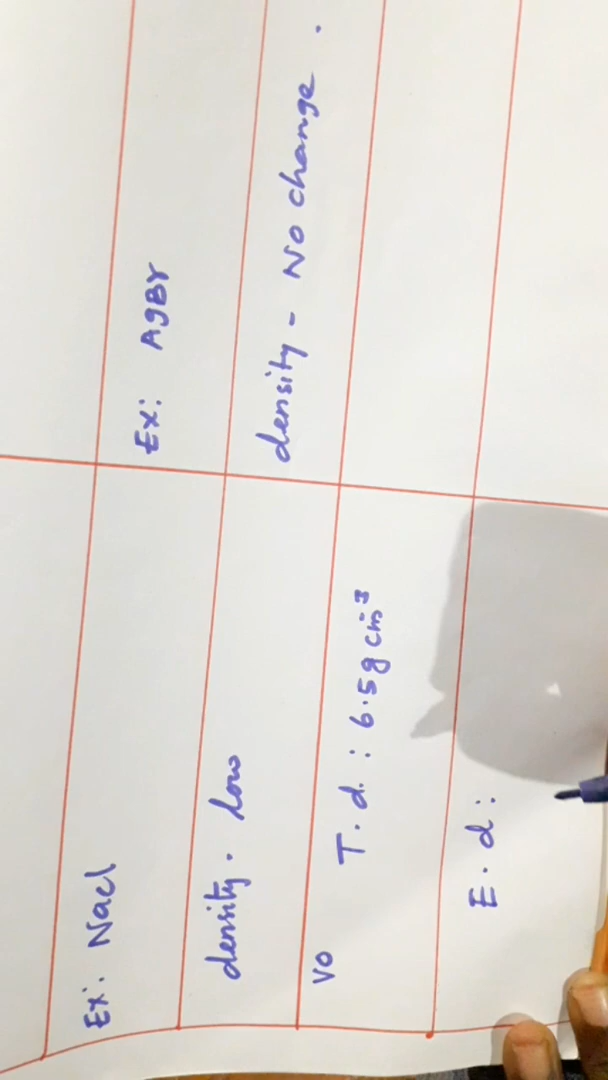 Ex: Nacl
Ex: AgBr
density. Low
density - No change.
VO T.d. : 6.5g cm⁻³
E.d: